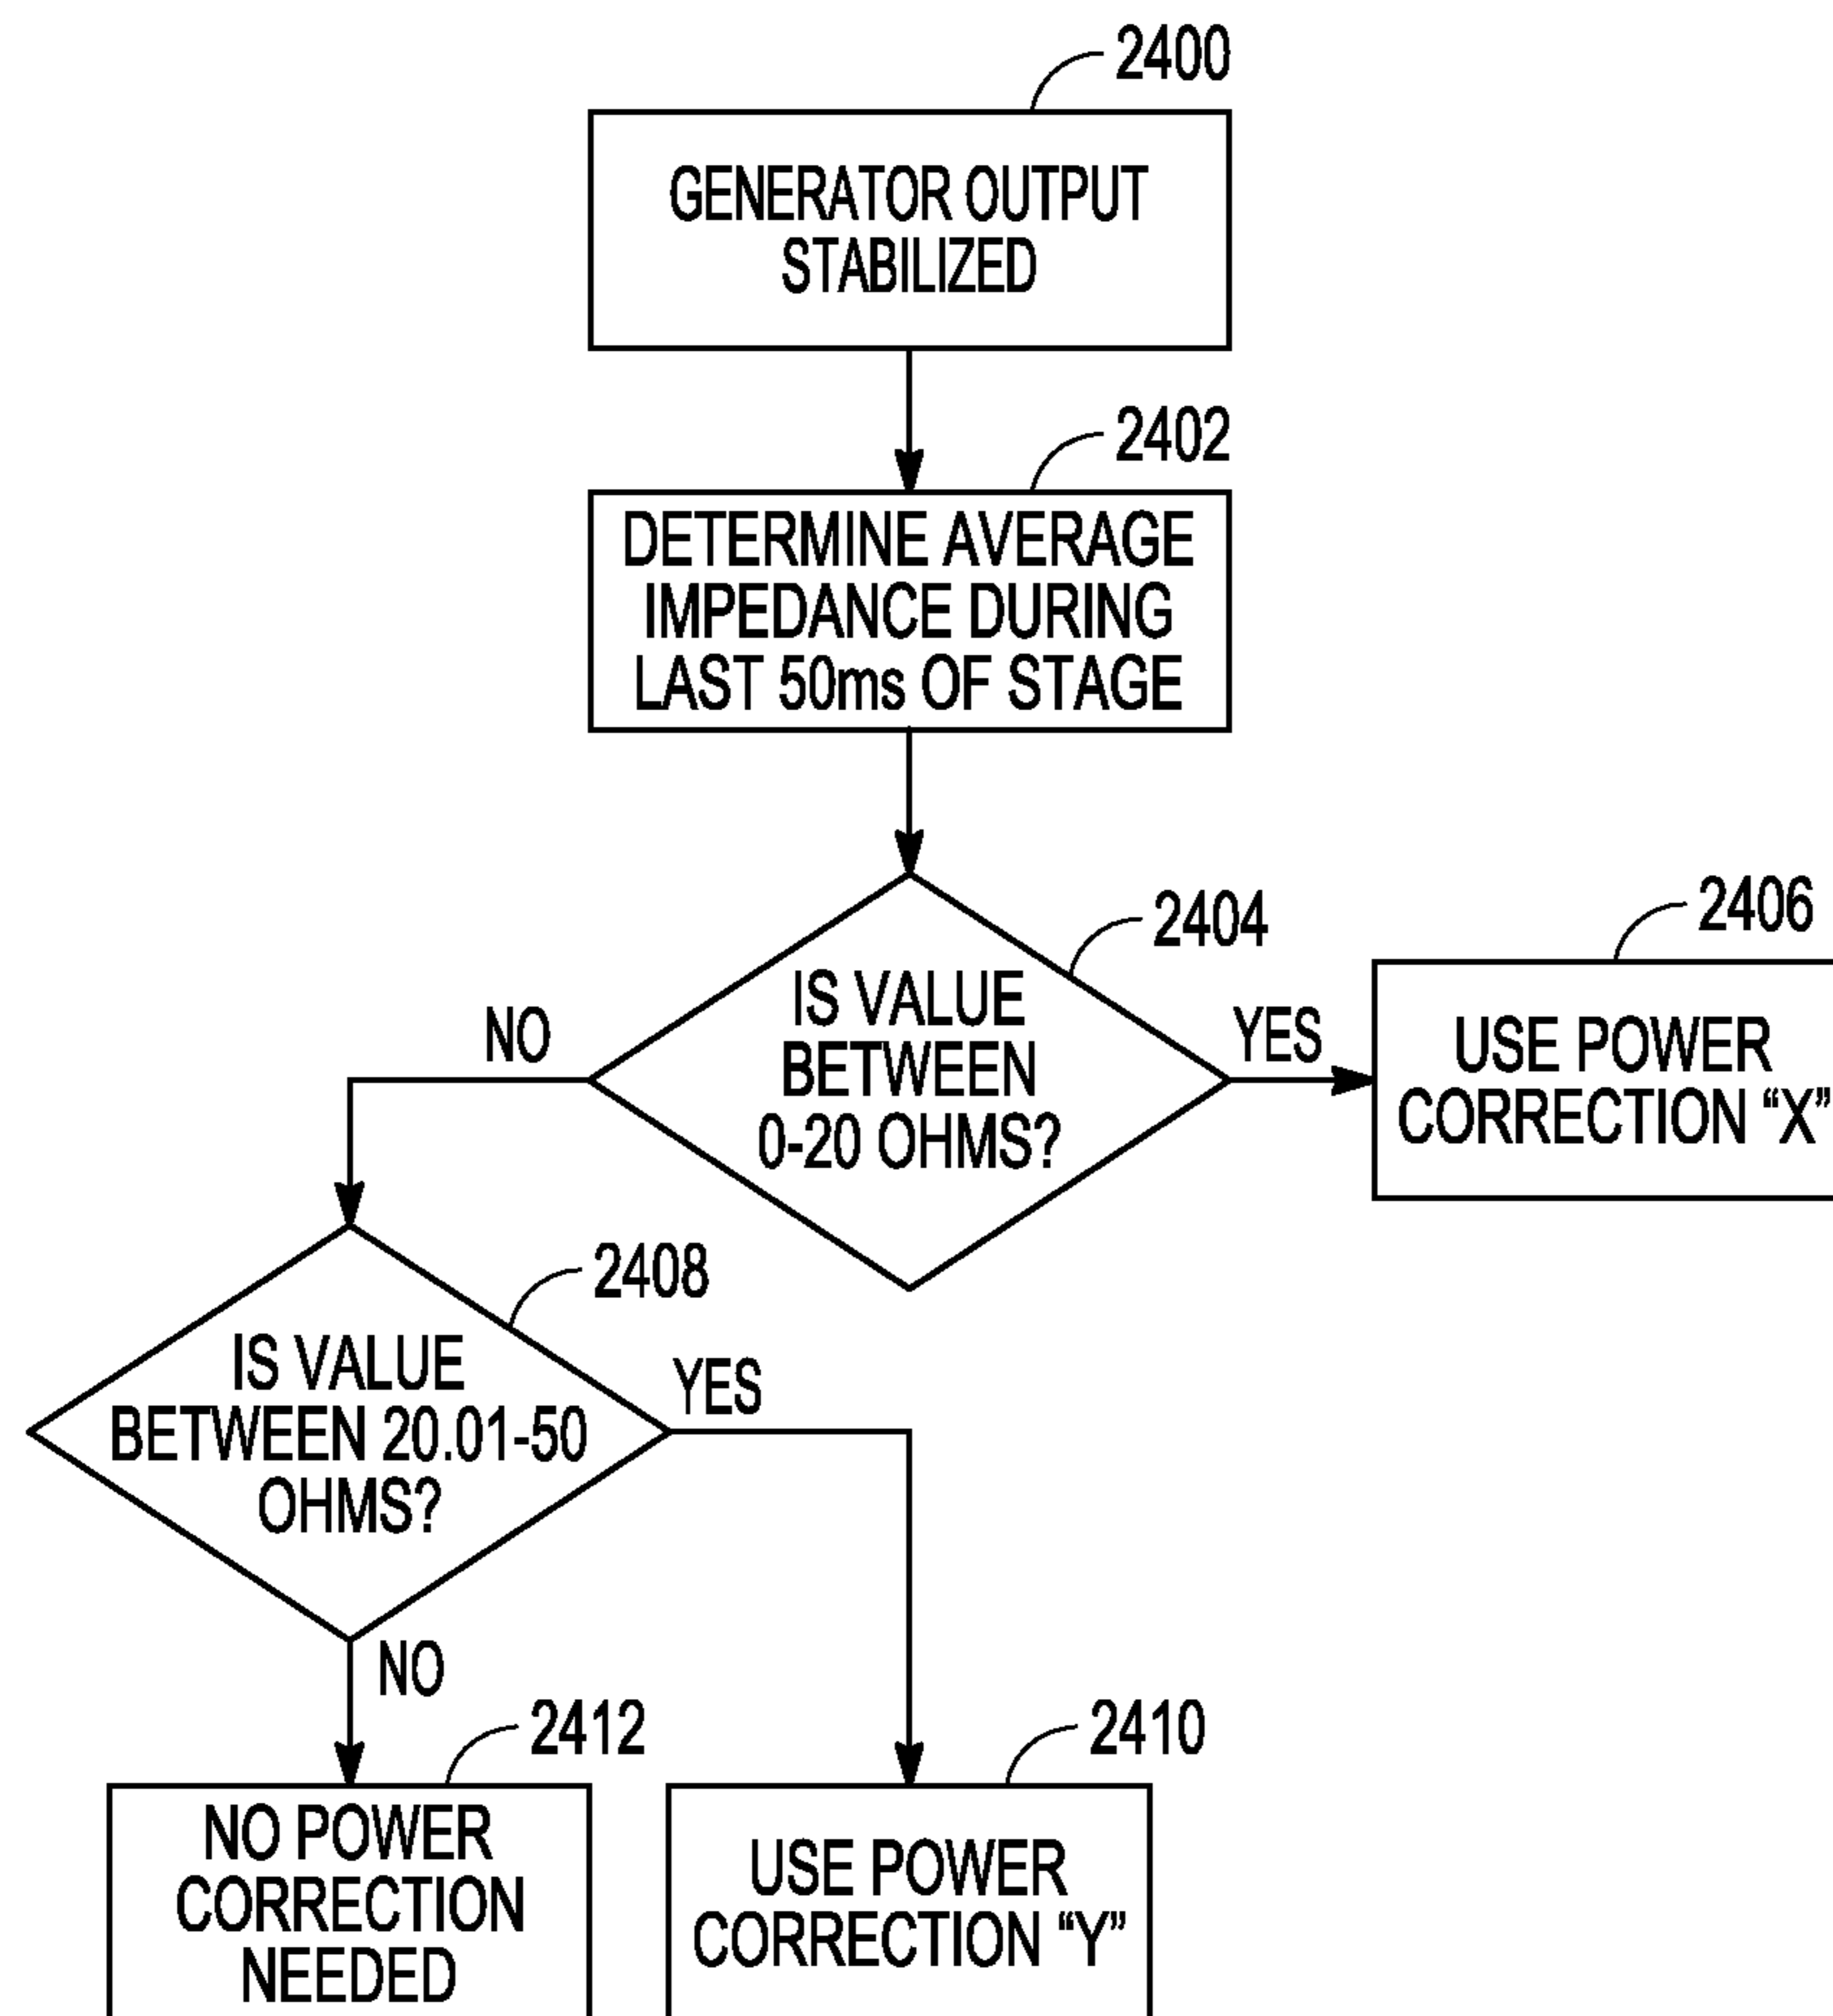 2400
GENERATOR OUTPUT
STABILIZED
2402
DETERMINE AVERAGE
IMPEDANCE DURING
LAST 50ms OF STAGE
2404
IS VALUE
BETWEEN
0-20 OHMS?
NO
YES
2406
USE POWER
CORRECTION “X”
2408
IS VALUE
BETWEEN 20.01-50
OHMS?
YES
NO
2412
NO POWER
CORRECTION
NEEDED
2410
USE POWER
CORRECTION “Y”